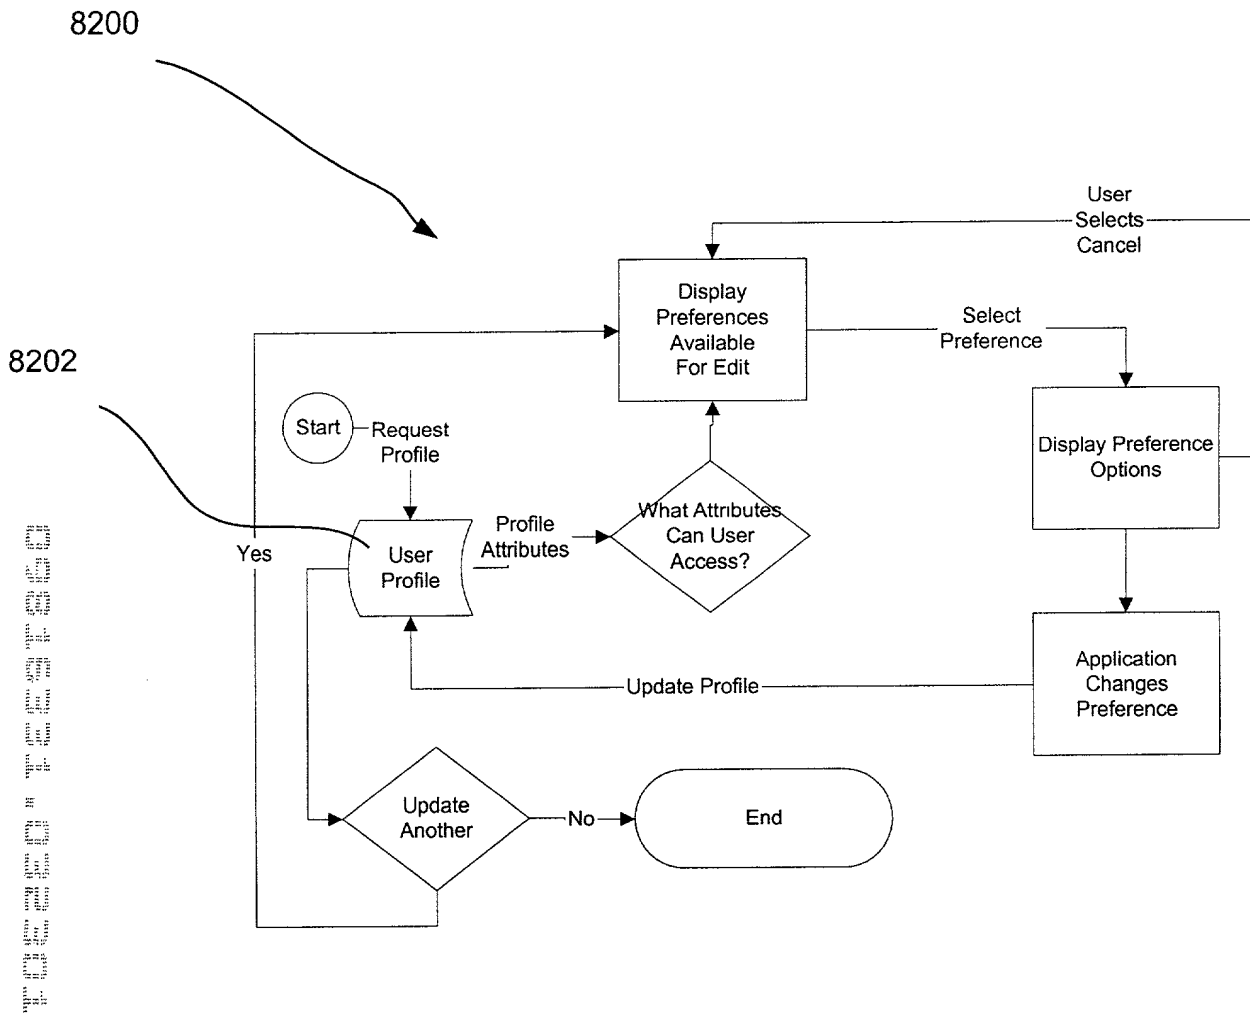 8200
User
Selects
Cancel
Display
Preferences
Available
For Edit
Select
Preference
8202
Start
Request
Profile
Display Preference
Options
What Attributes
Can User
Access?
Profile
Attributes
User
Profile
Yes
Application
Changes
Preference
Update Profile
Update
Another
No
End